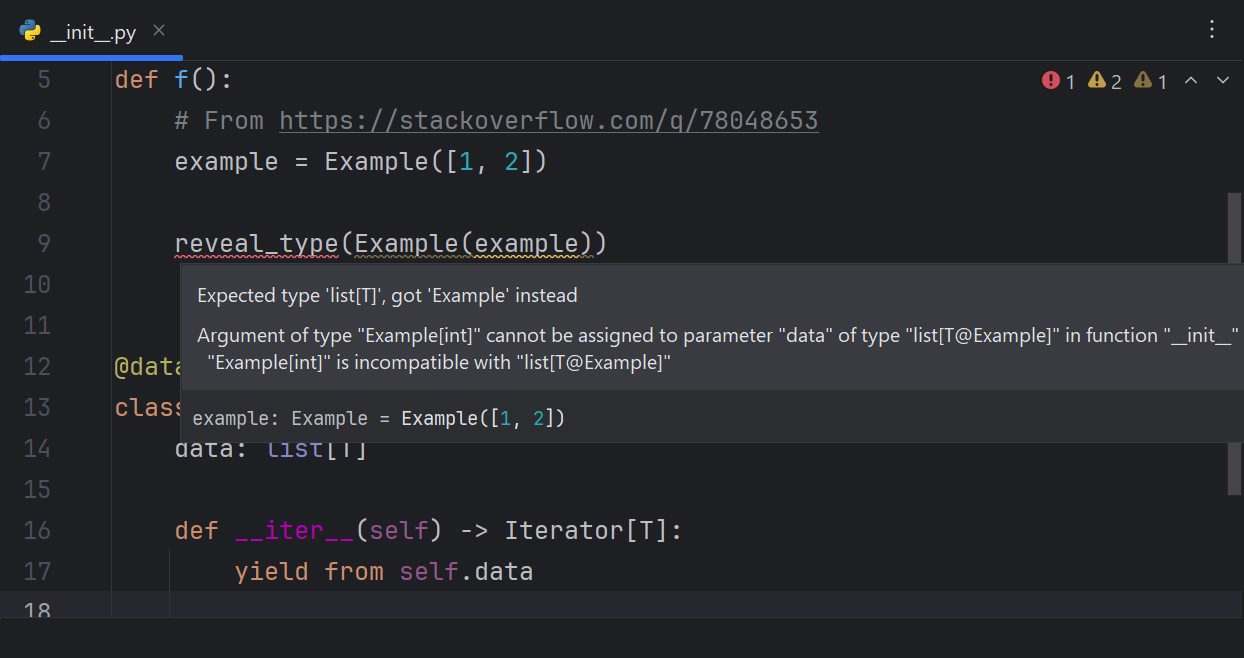 __init__.py
1 2 1
5 def f():
6 # From https://stackoverflow.com/q/78048653
7 example = Example([1, 2])
8
9 reveal_type(Example(example))
10
Expected type 'list[T]', got 'Example' instead
11
Argument of type "Example[int]" cannot be assigned to parameter "data" of type "list[T@Example]" in function "__init__"
"Example[int]" is incompatible with "list[T@Example]"
12 @data
13 class
example: Example = Example([1, 2])
14 data: list[T]
15
16 def __iter__(self) -> Iterator[T]:
17 yield from self.data
18